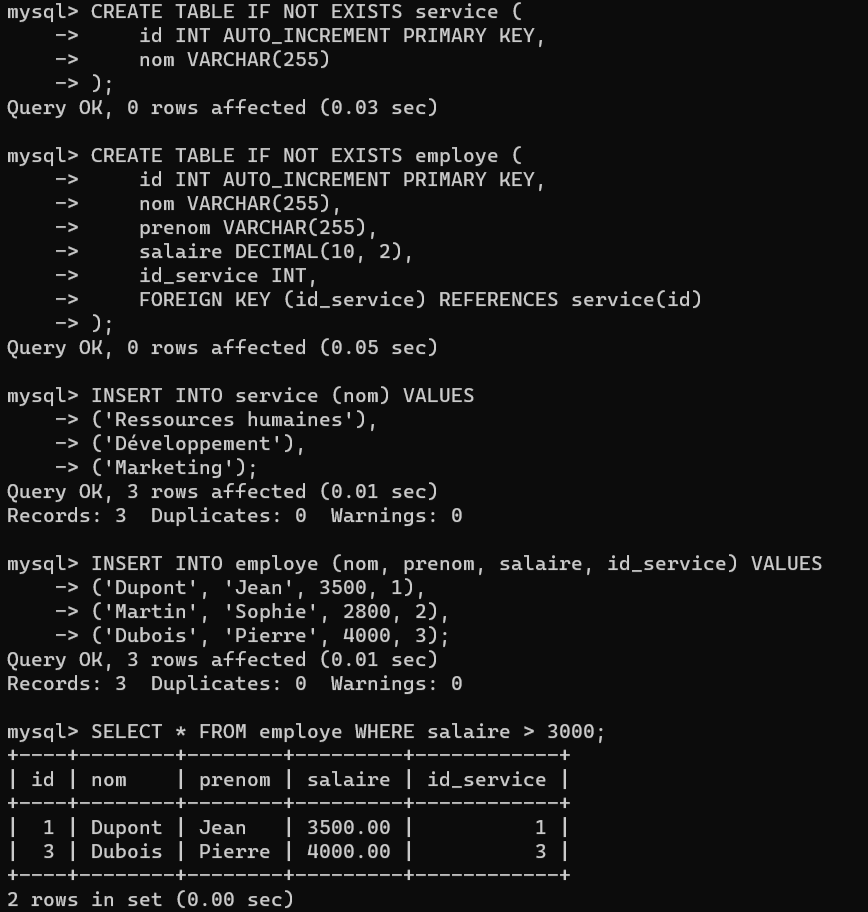 mysql> CREATE TABLE IF NOT EXISTS service (
    ->     id INT AUTO_INCREMENT PRIMARY KEY,
    ->     nom VARCHAR(255)
    -> );
Query OK, 0 rows affected (0.03 sec)

mysql> CREATE TABLE IF NOT EXISTS employe (
    ->     id INT AUTO_INCREMENT PRIMARY KEY,
    ->     nom VARCHAR(255),
    ->     prenom VARCHAR(255),
    ->     salaire DECIMAL(10, 2),
    ->     id_service INT,
    ->     FOREIGN KEY (id_service) REFERENCES service(id)
    -> );
Query OK, 0 rows affected (0.05 sec)

mysql> INSERT INTO service (nom) VALUES
    -> ('Ressources humaines'),
    -> ('Développement'),
    -> ('Marketing');
Query OK, 3 rows affected (0.01 sec)
Records: 3  Duplicates: 0  Warnings: 0

mysql> INSERT INTO employe (nom, prenom, salaire, id_service) VALUES
    -> ('Dupont', 'Jean', 3500, 1),
    -> ('Martin', 'Sophie', 2800, 2),
    -> ('Dubois', 'Pierre', 4000, 3);
Query OK, 3 rows affected (0.01 sec)
Records: 3  Duplicates: 0  Warnings: 0

mysql> SELECT * FROM employe WHERE salaire > 3000;
+----+--------+--------+---------+------------+
| id | nom    | prenom | salaire | id_service |
+----+--------+--------+---------+------------+
|  1 | Dupont | Jean   | 3500.00 |          1 |
|  3 | Dubois | Pierre | 4000.00 |          3 |
+----+--------+--------+---------+------------+
2 rows in set (0.00 sec)